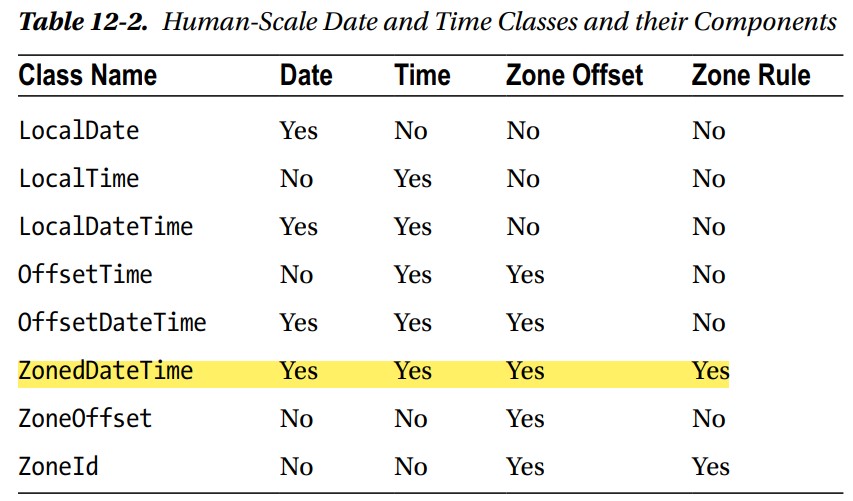 Table 12-2. Human-Scale Date and Time Classes and their Components
Class Name Date Time Zone Offset Zone Rule
LocalDate Yes No No No
LocalTime No Yes No No
LocalDateTime Yes Yes No No
OffsetTime No Yes Yes No
OffsetDateTime Yes Yes Yes No
ZonedDateTime Yes Yes Yes Yes
ZoneOffset No No Yes No
ZoneId No No Yes Yes